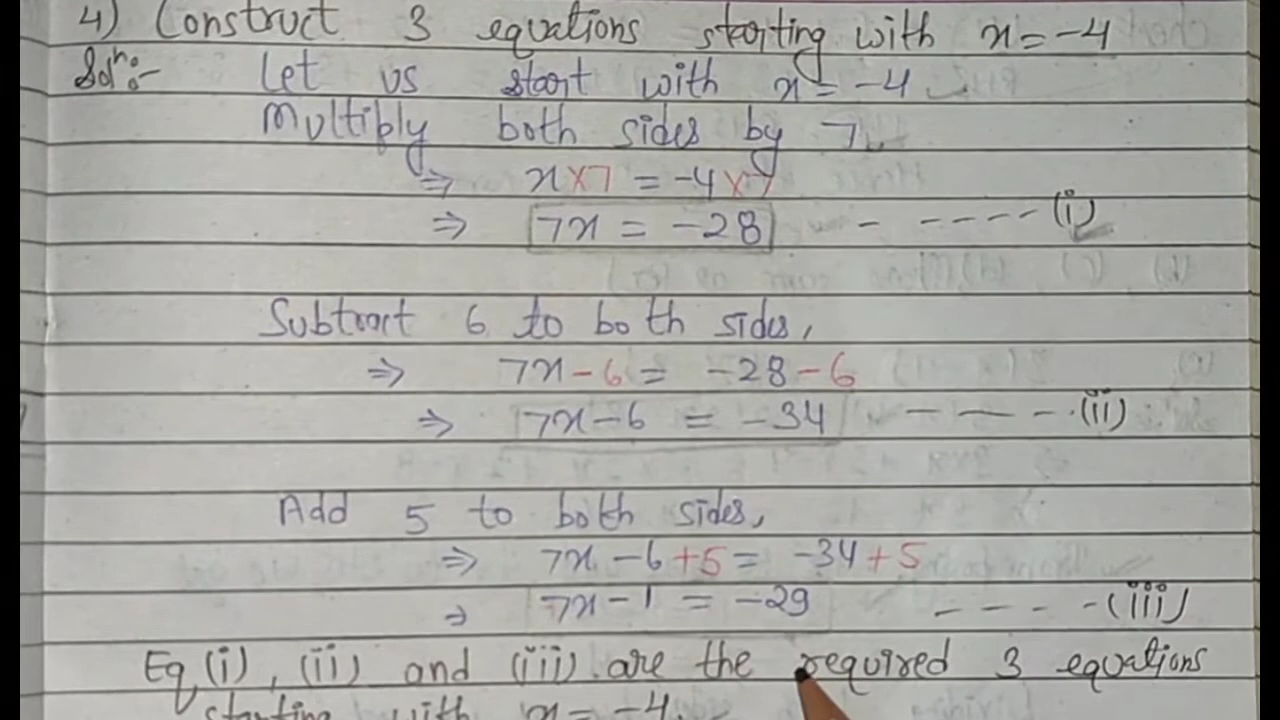 4) Construct 3 equations starting with x = -4
Solⁿ:- Let us start with x = -4
Multiply both sides by 7.
⇒ x×7 = -4×7
⇒ 7x = -28 - ---- (i)
Subtract 6 to both sides,
⇒ 7x - 6 = -28 - 6
⇒ 7x - 6 = -34 - - - - (ii)
Add 5 to both sides,
⇒ 7x - 6 + 5 = -34 + 5
⇒ 7x - 1 = -29 - - - - (iii)
Eq (i), (ii) and (iii) are the required 3 equations
starting with x = -4.